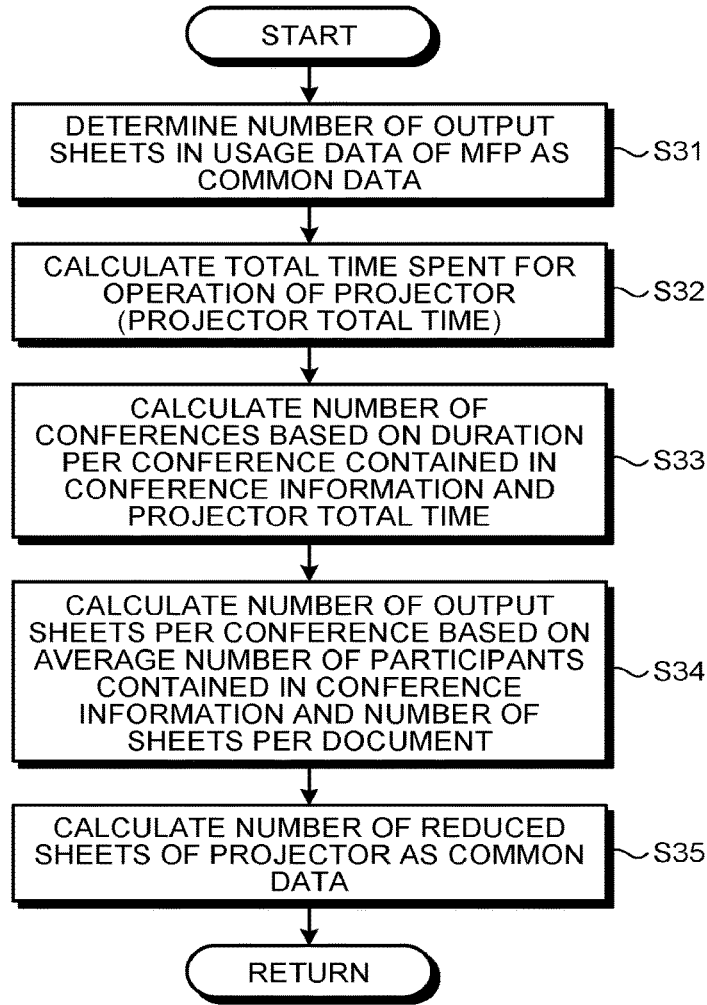 START
DETERMINE NUMBER OF OUTPUT
SHEETS IN USAGE DATA OF MFP AS
COMMON DATA
S31
CALCULATE TOTAL TIME SPENT FOR
OPERATION OF PROJECTOR
(PROJECTOR TOTAL TIME)
S32
CALCULATE NUMBER OF
CONFERENCES BASED ON DURATION
PER CONFERENCE CONTAINED IN
CONFERENCE INFORMATION AND
PROJECTOR TOTAL TIME
S33
CALCULATE NUMBER OF OUTPUT
SHEETS PER CONFERENCE BASED ON
AVERAGE NUMBER OF PARTICIPANTS
CONTAINED IN CONFERENCE
INFORMATION AND NUMBER OF
SHEETS PER DOCUMENT
S34
CALCULATE NUMBER OF REDUCED
SHEETS OF PROJECTOR AS COMMON
DATA
S35
RETURN